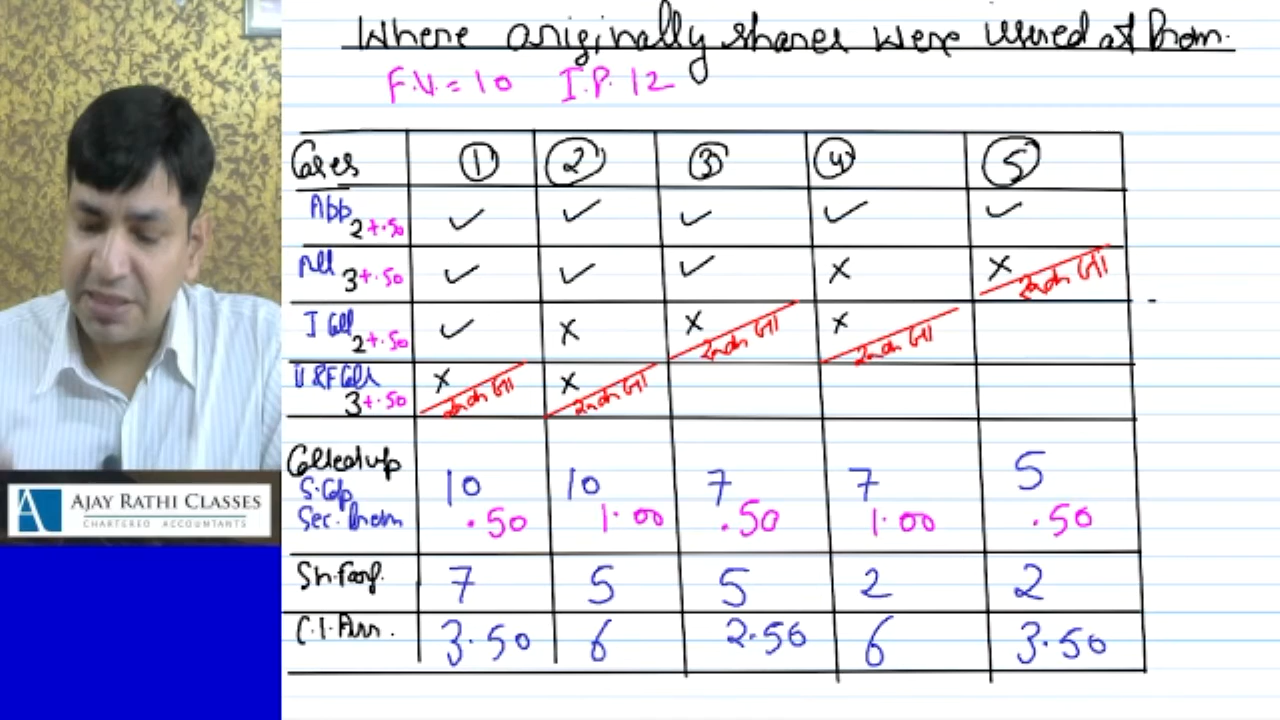 Where originally shares were issued at Prem.
F.V. = 10 I.P. 12
Cases 1 2 3 4 5
App 2+.50 ✓ ✓ ✓ ✓ ✓
All 3+.50 ✓ ✓ ✓ x x
I Call 2+.50 ✓ x x x
II & F Call 3+.50 x x
Called up
S. Cap 10 10 7 7 5
Sec. Prem .50 1.00 .50 1.00 .50
Sh. Forf. 7 5 5 2 2
C.I. Arr. 3.50 6 2.50 6 3.50
AJAY RATHI CLASSES
CHARTERED ACCOUNTANTS